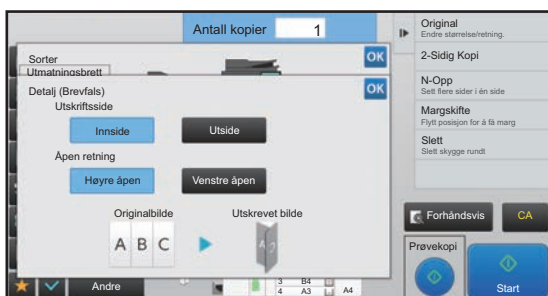 Antall kopier 1
Sorter
OK
Utmatningsbrett
Detalj (Brevfals)
OK
Utskriftsside
Innside
Utside
Åpen retning
Høyre åpen
Venstre åpen
Originalbilde
Utskrevet bilde
A B C
Andre
3 B4
4 A3
A4
Original
Endre størrelse/retning.
2-Sidig Kopi
N-Opp
Sett flere sider i én side
Margskifte
Flytt posisjon for å få marg
Slett
Slett skygge rundt
Forhåndsvis
CA
Prøvekopi
Start